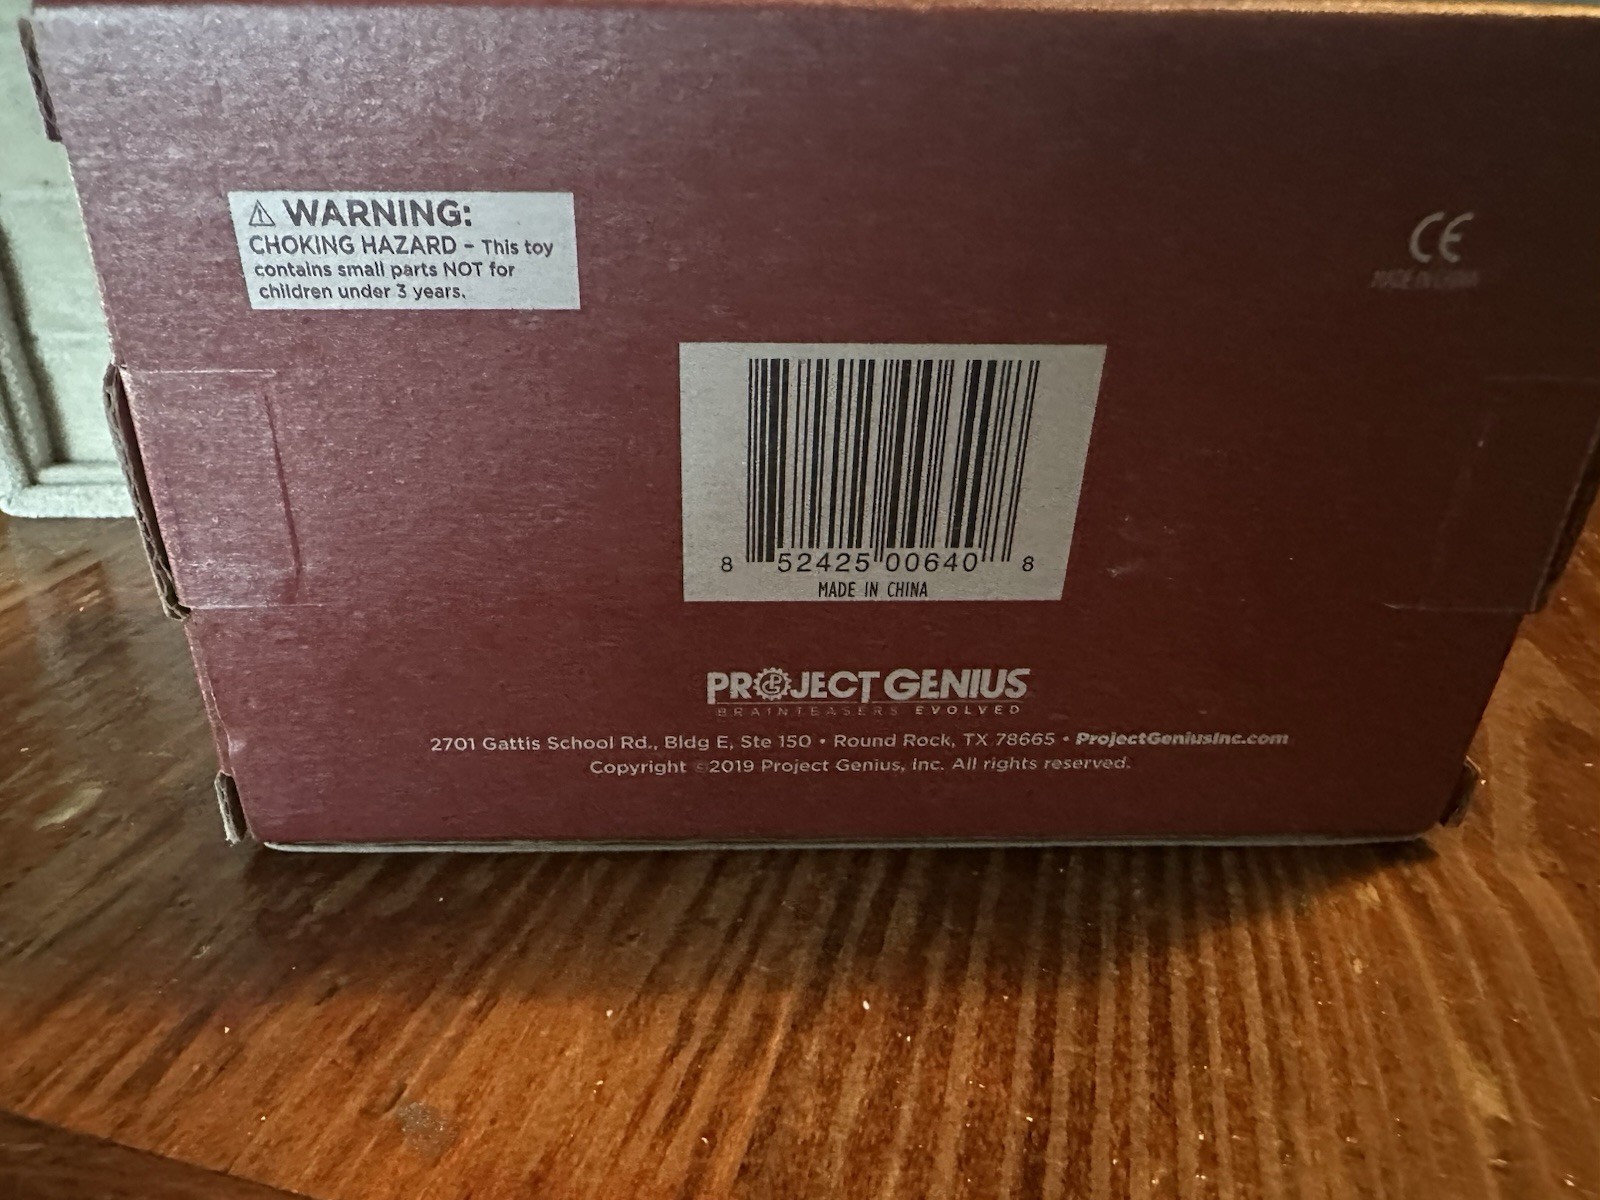 ⚠ WARNING:
CHOKING HAZARD – This toy
contains small parts NOT for
children under 3 years.
CE
MADE IN CHINA
8 52425 00640 8
MADE IN CHINA
PROJECT GENIUS
BRAINTEASERS EVOLVED
2701 Gattis School Rd., Bldg E, Ste 150 • Round Rock, TX 78665 • ProjectGeniusInc.com
Copyright ©2019 Project Genius, Inc. All rights reserved.